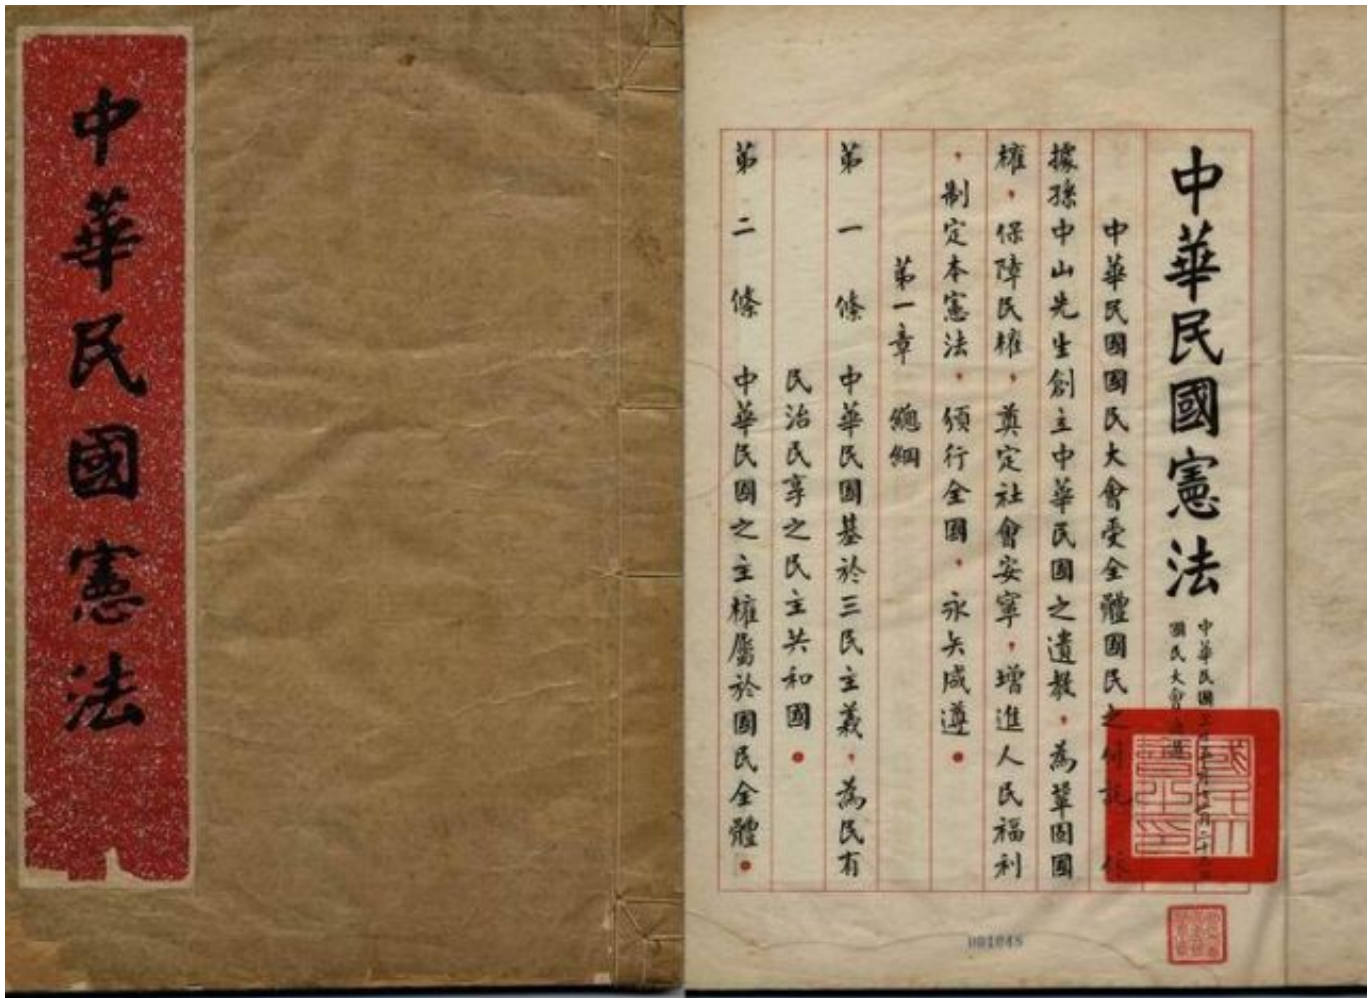 中華民國憲法
中華民國憲法
國民大會
中華民國國民大會受全體國民之付託
據孫中山先生創立中華民國之遺教，為鞏固國
權，保障民權，奠定社會安寧，增進人民福利
，制定本憲法，頒行全國，永矢咸遵。
第一章 總綱
第一條 中華民國基於三民主義，為民有
民治民享之民主共和國。
第二條 中華民國之主權屬於國民全體。
001048